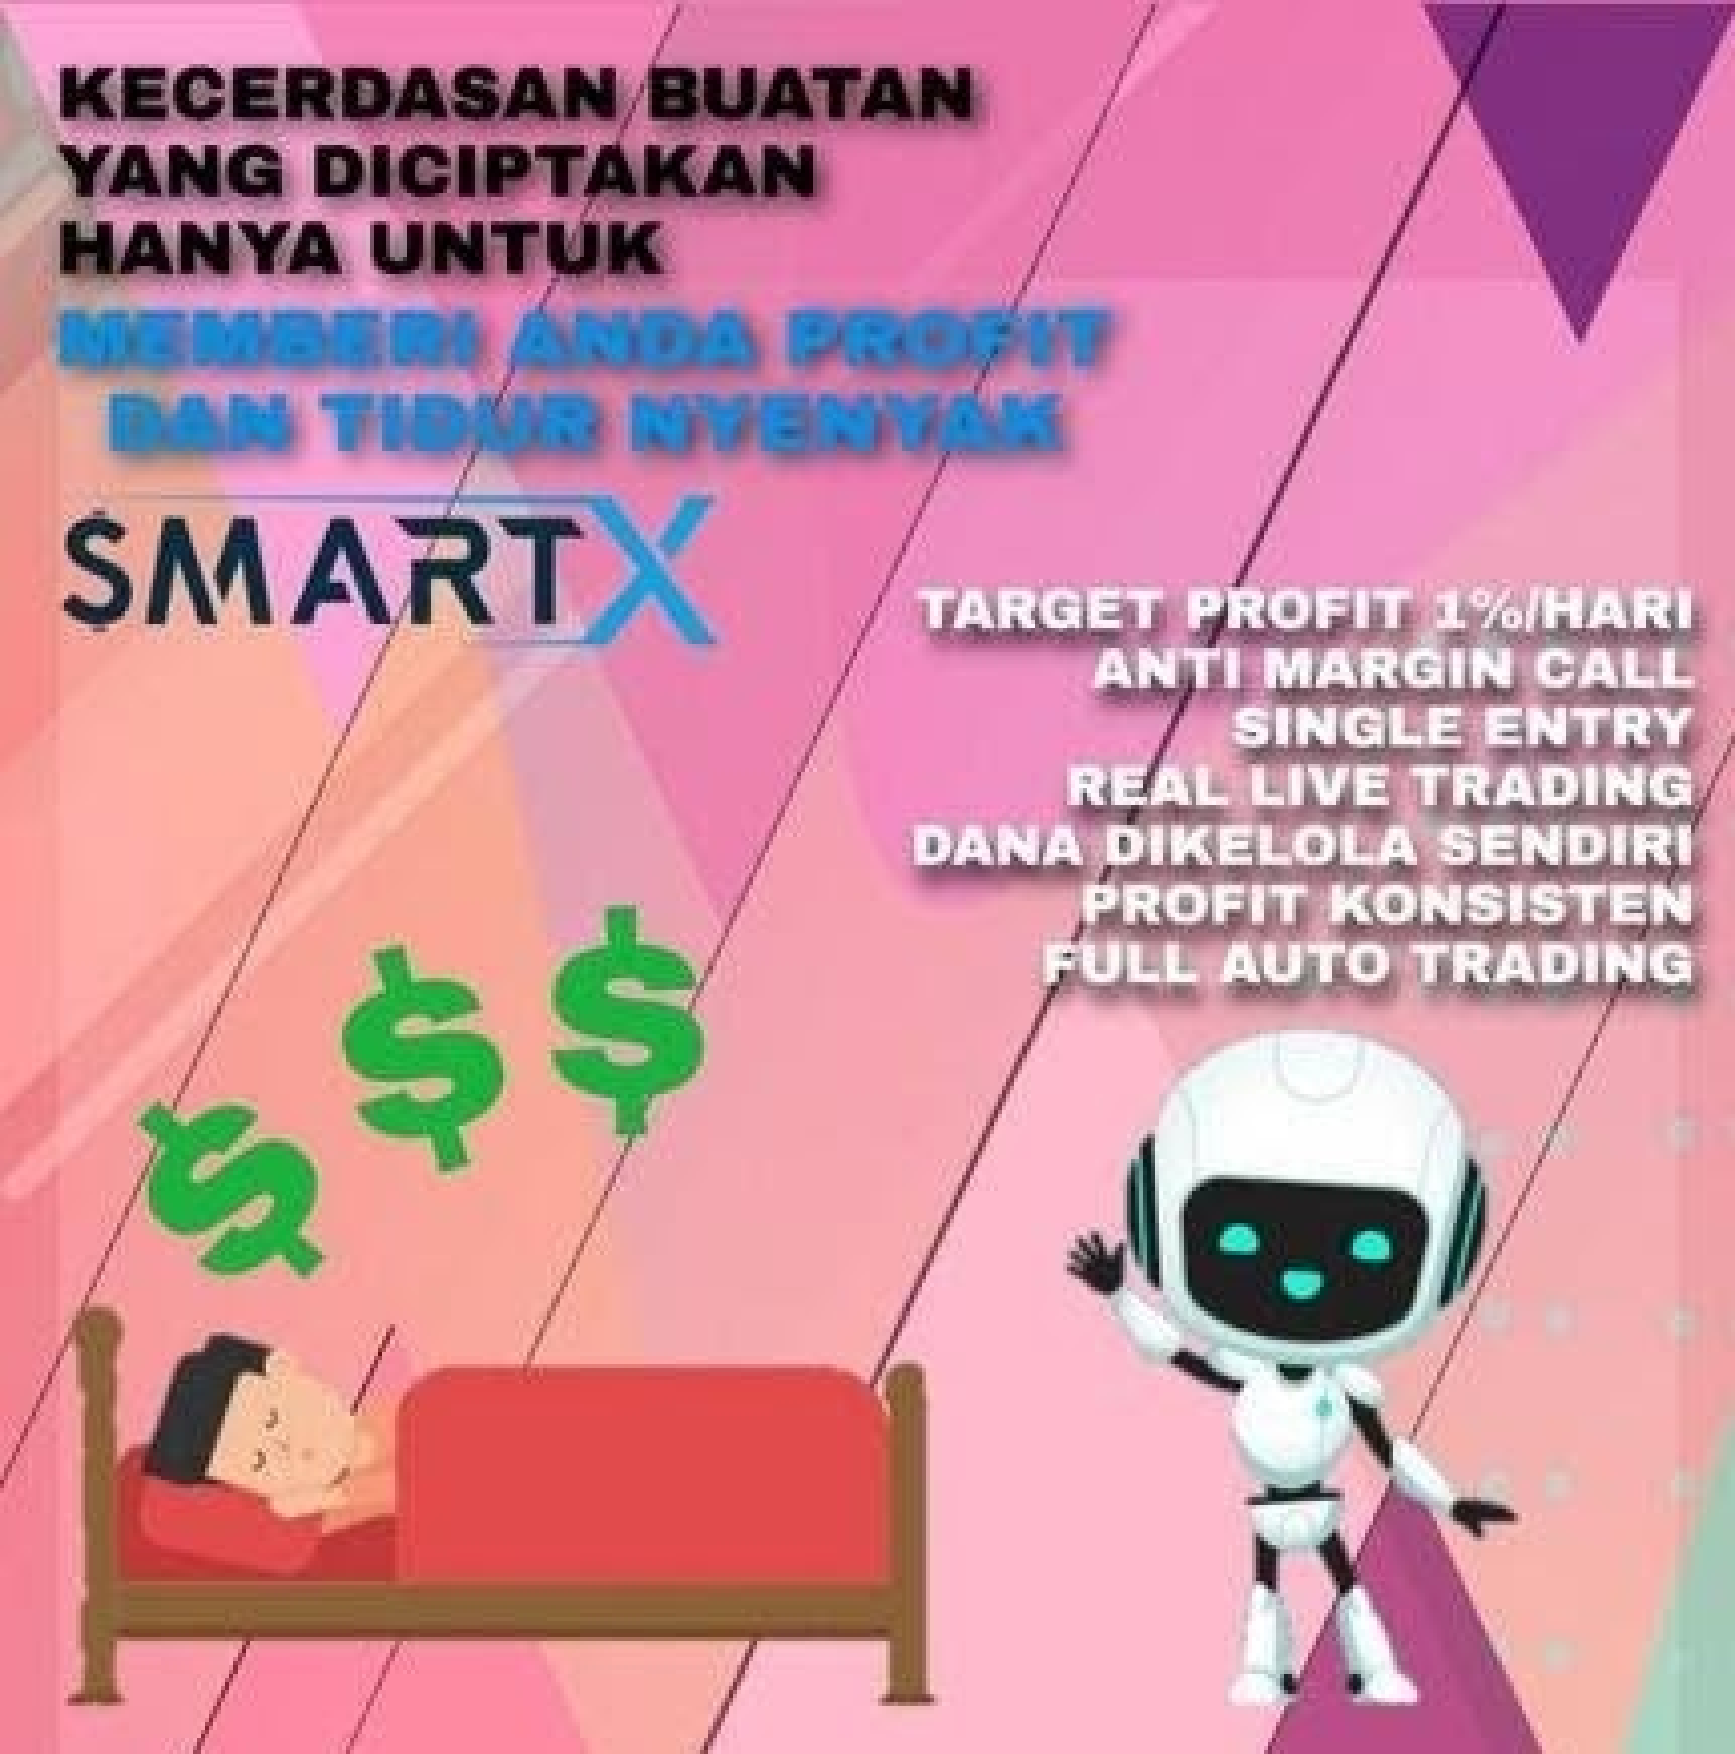 KECERDASAN BUATAN
YANG DICIPTAKAN
HANYA UNTUK
MEMBERI ANDA PROFIT
DAN TIDUR NYENYAK
$MARTX
TARGET PROFIT 1%/HARI
ANTI MARGIN CALL
SINGLE ENTRY
REAL LIVE TRADING
DANA DIKELOLA SENDIRI
PROFIT KONSISTEN
FULL AUTO TRADING